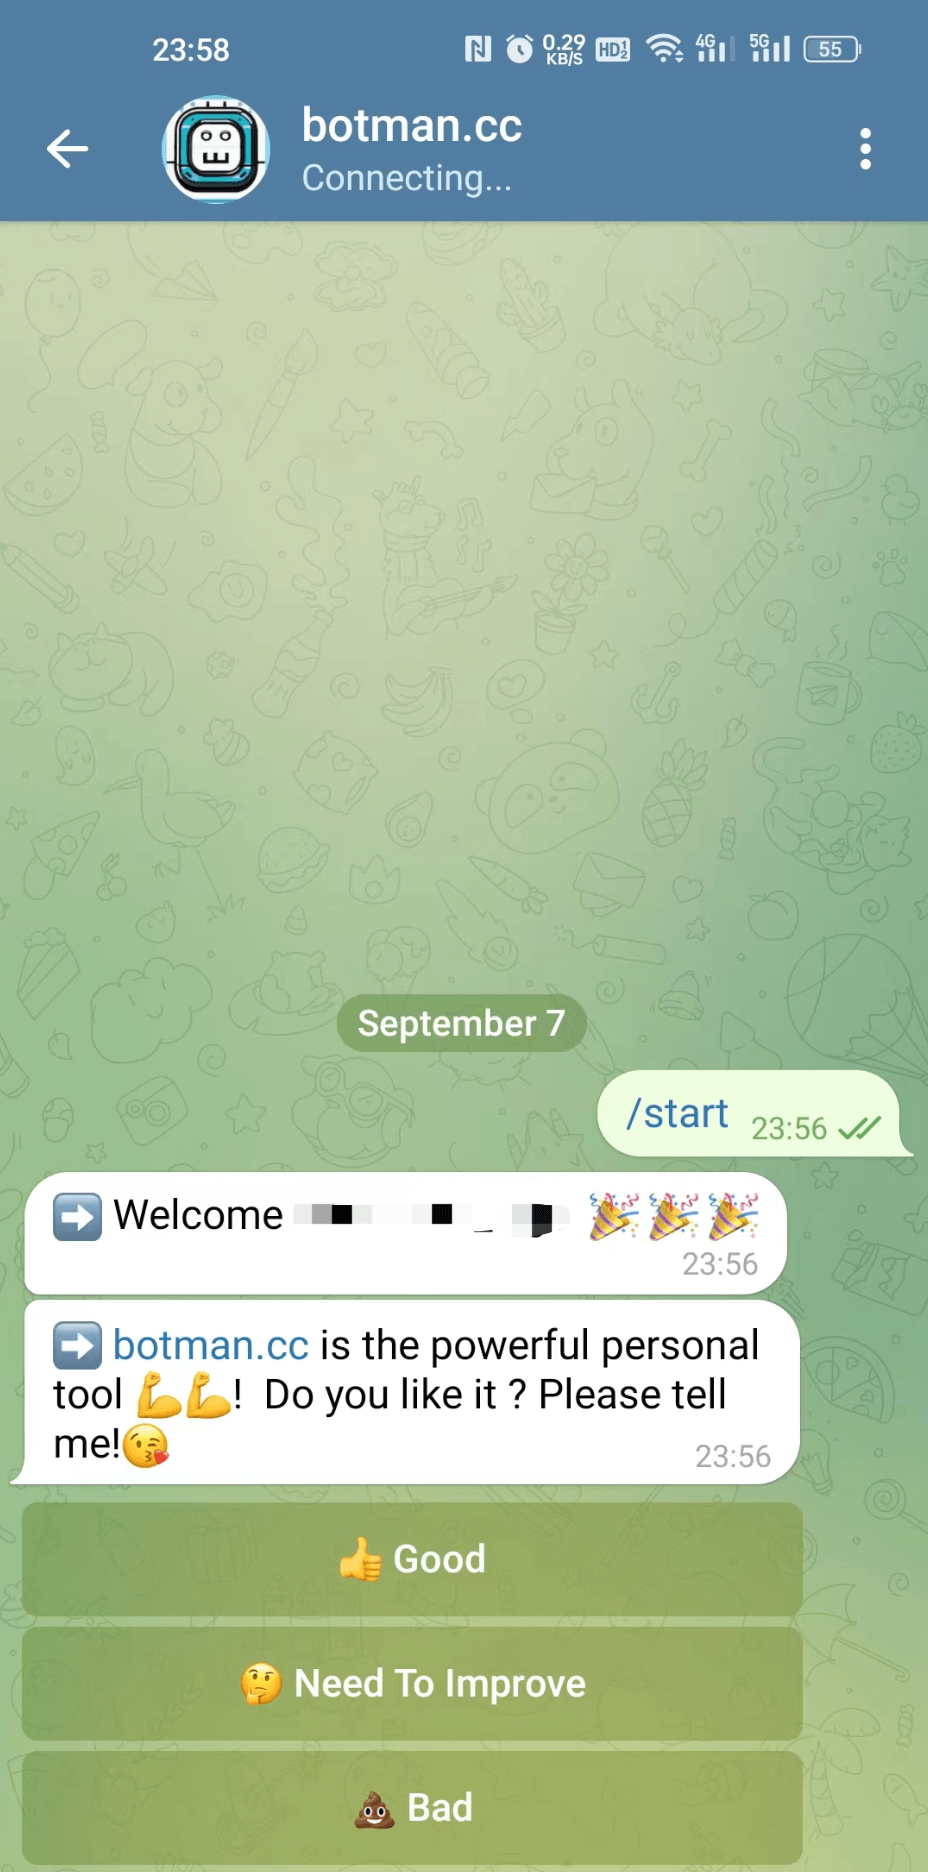 23:58
0.29 KB/S HD 1 2 4G 5G 55
botman.cc
Connecting...
September 7
/start 23:56
➡️ Welcome 🎉🎉🎉
23:56
➡️ botman.cc is the powerful personal
tool 💪💪! Do you like it ? Please tell
me!😘
23:56
👍 Good
🤔 Need To Improve
💩 Bad